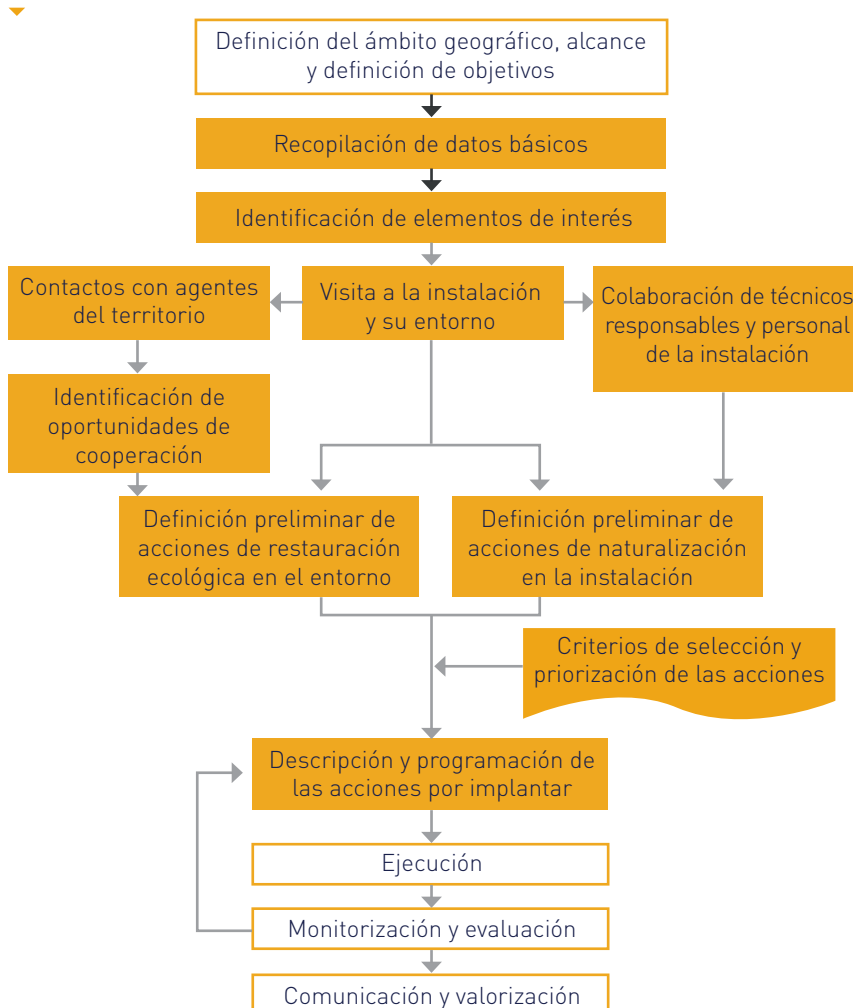 Definición del ámbito geográfico, alcance
y definición de objetivos
Recopilación de datos básicos
Identificación de elementos de interés
Contactos con agentes
del territorio
Visita a la instalación
y su entorno
Colaboración de técnicos
responsables y personal
de la instalación
Identificación de
oportunidades de
cooperación
Definición preliminar de
acciones de restauración
ecológica en el entorno
Definición preliminar de
acciones de naturalización
en la instalación
Criterios de selección y
priorización de las acciones
Descripción y programación de
las acciones por implantar
Ejecución
Monitorización y evaluación
Comunicación y valorización